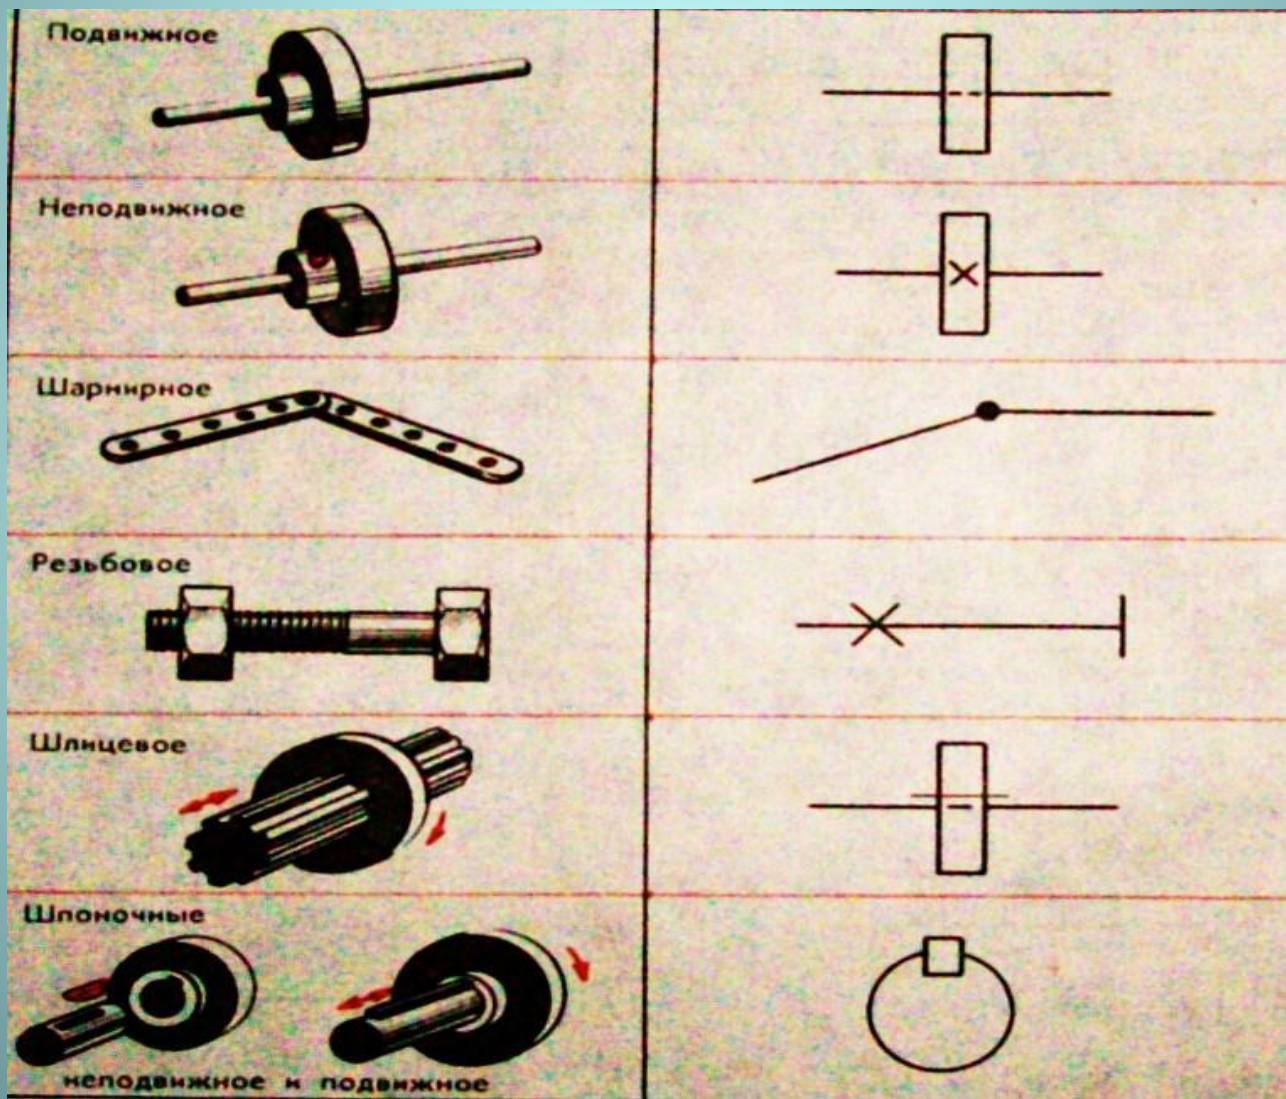 Подвижное
Неподвижное
Шарнирное
Резьбовое
Шлицевое
Шпоночные
неподвижное и подвижное